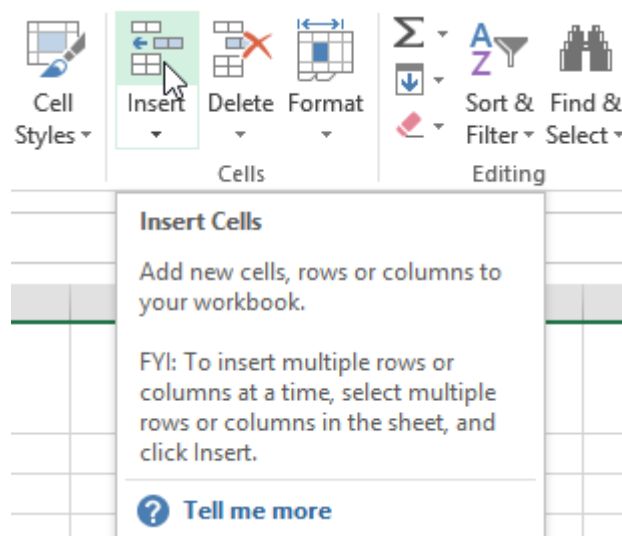 Cell
Styles
Insert
Delete
Format
Sort &
Filter
Find &
Select
Cells
Editing
Insert Cells
Add new cells, rows or columns to
your workbook.
FYI: To insert multiple rows or
columns at a time, select multiple
rows or columns in the sheet, and
click Insert.
Tell me more